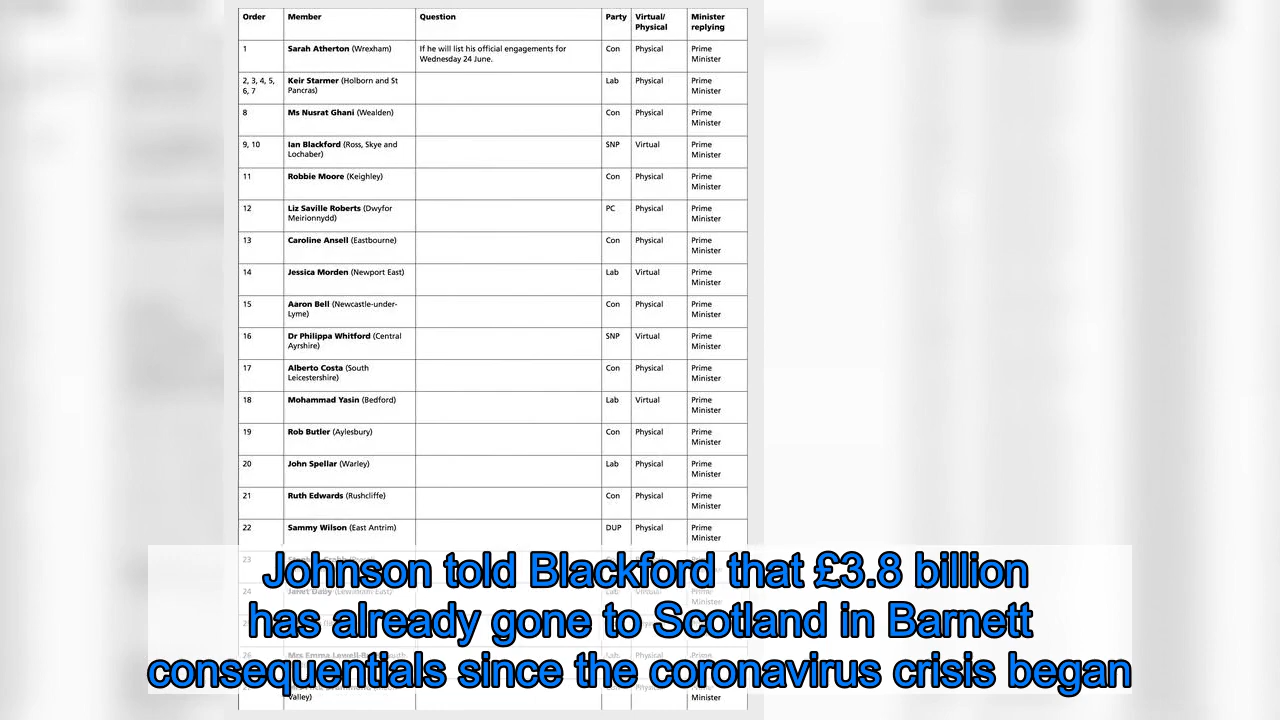 Order Member Question Party Virtual/ Minister
Physical replying
1 Sarah Atherton (Wrexham) If he will list his official engagements for Con Physical Prime
Wednesday 24 June. Minister
2, 3, 4, 5, Keir Starmer (Holborn and St Lab Physical Prime
6, 7 Pancras) Minister
8 Ms Nusrat Ghani (Wealden) Con Physical Prime
Minister
9, 10 Ian Blackford (Ross, Skye and SNP Virtual Prime
Lochaber) Minister
11 Robbie Moore (Keighley) Con Physical Prime
Minister
12 Liz Saville Roberts (Dwyfor PC Physical Prime
Meirionnydd) Minister
13 Caroline Ansell (Eastbourne) Con Physical Prime
Minister
14 Jessica Morden (Newport East) Lab Virtual Prime
Minister
15 Aaron Bell (Newcastle-under- Con Physical Prime
Lyme) Minister
16 Dr Philippa Whitford (Central SNP Virtual Prime
Ayrshire) Minister
17 Alberto Costa (South Con Physical Prime
Leicestershire) Minister
18 Mohammad Yasin (Bedford) Lab Virtual Prime
Minister
19 Rob Butler (Aylesbury) Con Physical Prime
Minister
20 John Spellar (Warley) Lab Physical Prime
Minister
21 Ruth Edwards (Rushcliffe) Con Physical Prime
Minister
22 Sammy Wilson (East Antrim) DUP Physical Prime
Minister
23
24
Valley) Minister
Johnson told Blackford that £3.8 billion
has already gone to Scotland in Barnett
consequentials since the coronavirus crisis began